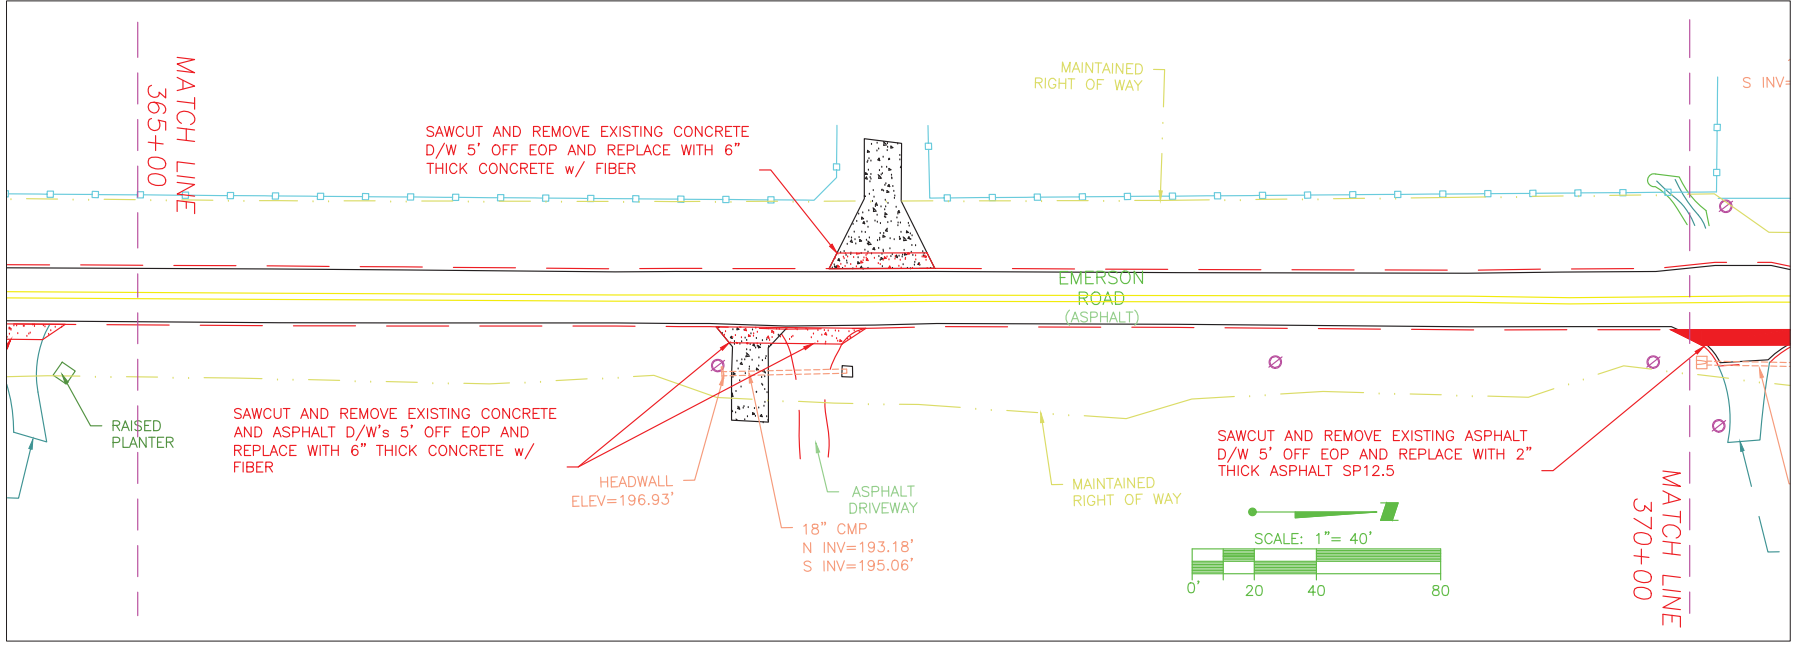 MATCH LINE
365+00
SAWCUT AND REMOVE EXISTING CONCRETE
D/W 5' OFF EOP AND REPLACE WITH 6"
THICK CONCRETE w/ FIBER
MAINTAINED
RIGHT OF WAY
S INV=
EMERSON
ROAD
(ASPHALT)
RAISED
PLANTER
SAWCUT AND REMOVE EXISTING CONCRETE
AND ASPHALT D/W's 5' OFF EOP AND
REPLACE WITH 6" THICK CONCRETE w/
FIBER
HEADWALL
ELEV=196.93'
18" CMP
N INV=193.18'
S INV=195.06'
ASPHALT
DRIVEWAY
MAINTAINED
RIGHT OF WAY
SAWCUT AND REMOVE EXISTING ASPHALT
D/W 5' OFF EOP AND REPLACE WITH 2"
THICK ASPHALT SP12.5
SCALE: 1"= 40'
0' 20 40 80
MATCH LINE
370+00